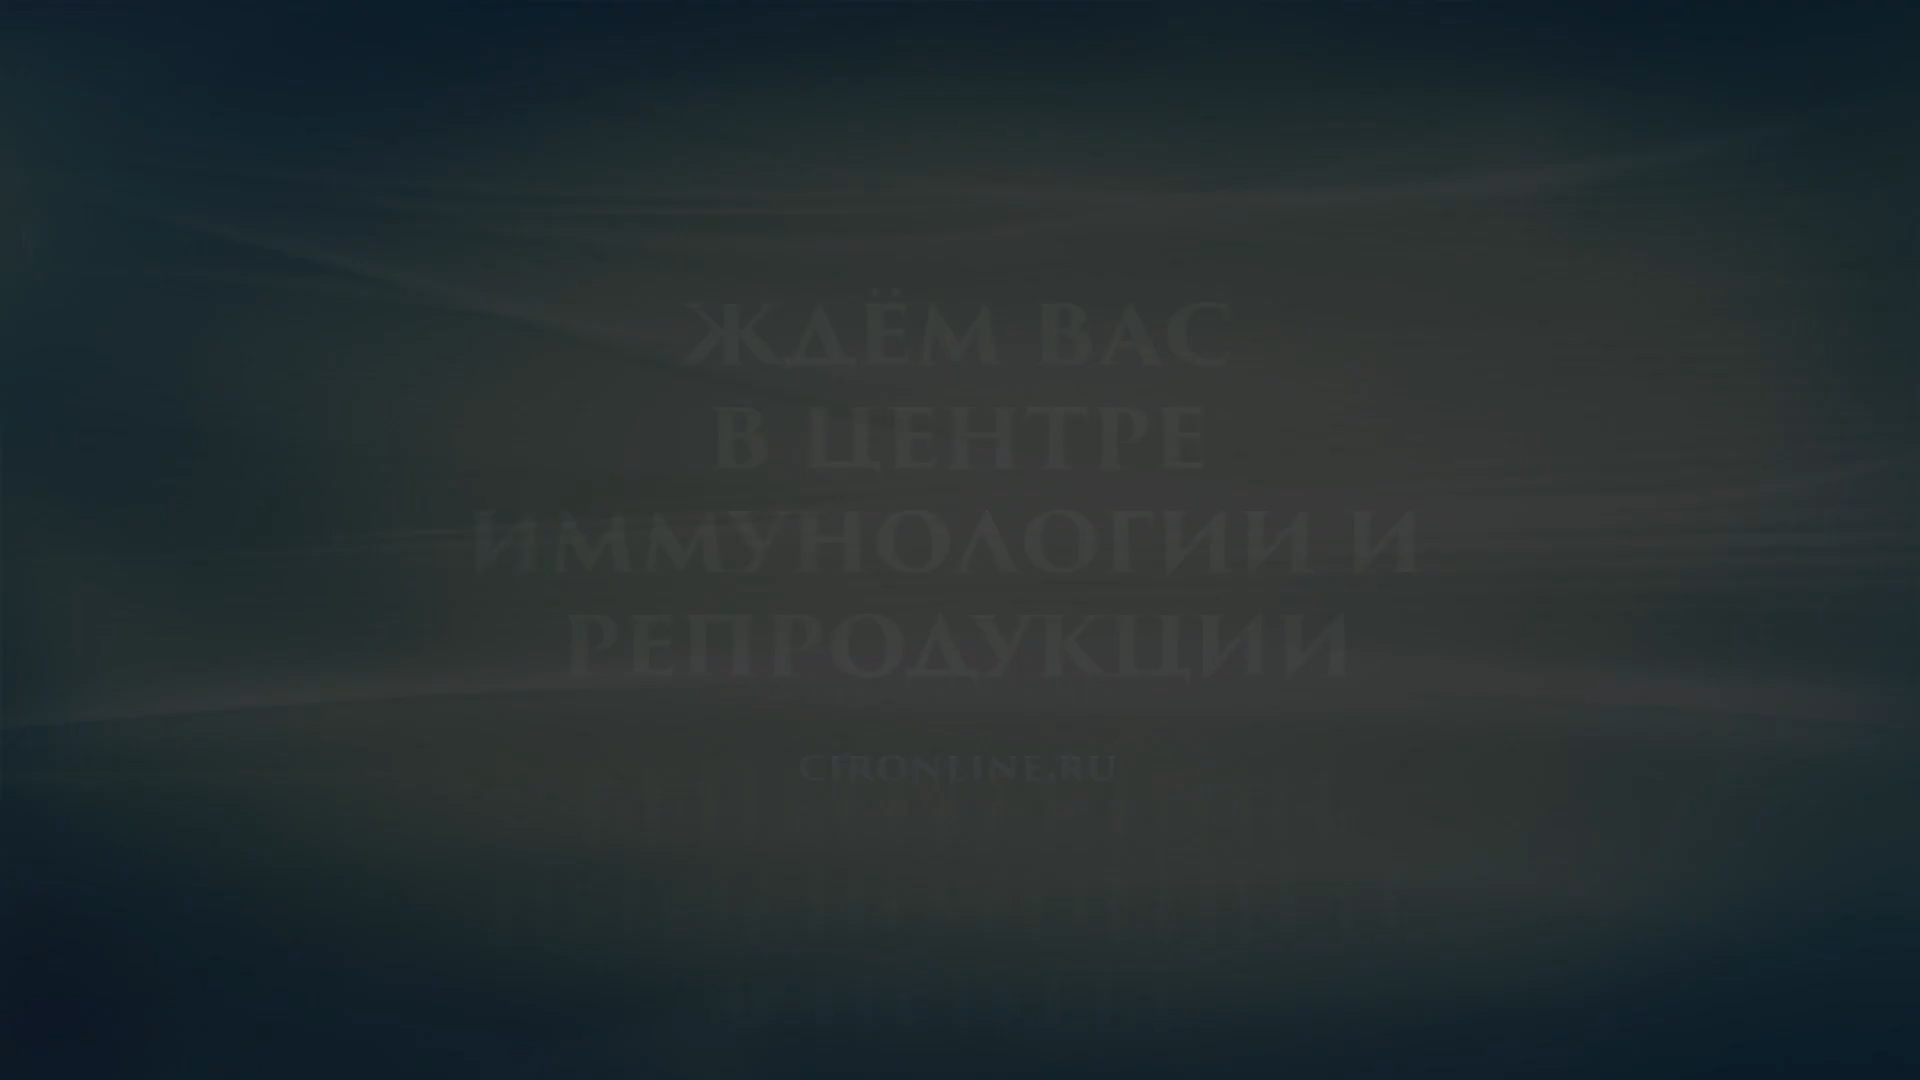 ЖДЁМ ВАС
В ЦЕНТРЕ
ИММУНОЛОГИИ И
РЕПРОДУКЦИИ
CIRONLINE.RU